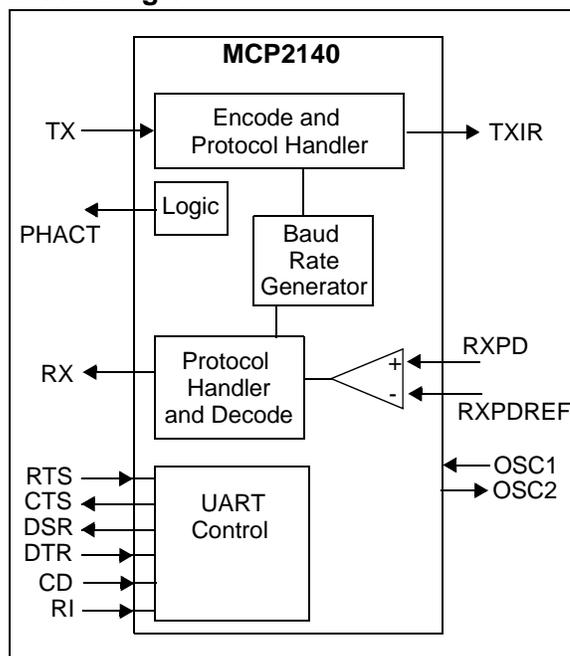 MCP2140
TX
Encode and
Protocol Handler
TXIR
Logic
PHACT
Baud
Rate
Generator
RX
Protocol
Handler
and Decode
+
-
RXPD
RXPDREF
OSC1
OSC2
RTS
CTS
DSR
DTR
CD
RI
UART
Control